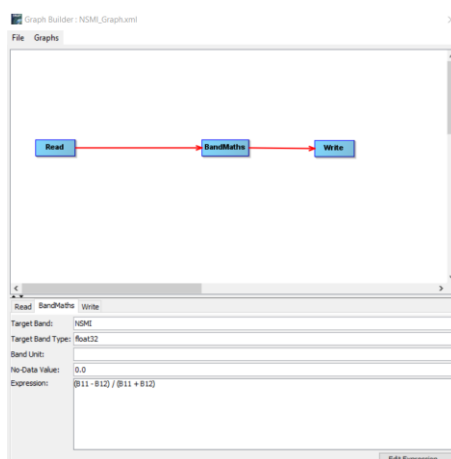 Graph Builder : NSMI_Graph.xml
File Graphs
Read BandMaths Write
Read BandMaths Write
Target Band: NSMI
Target Band Type: float32
Band Unit:
No-Data Value: 0.0
Expression: (B11 - B12) / (B11 + B12)
Edit Expression...